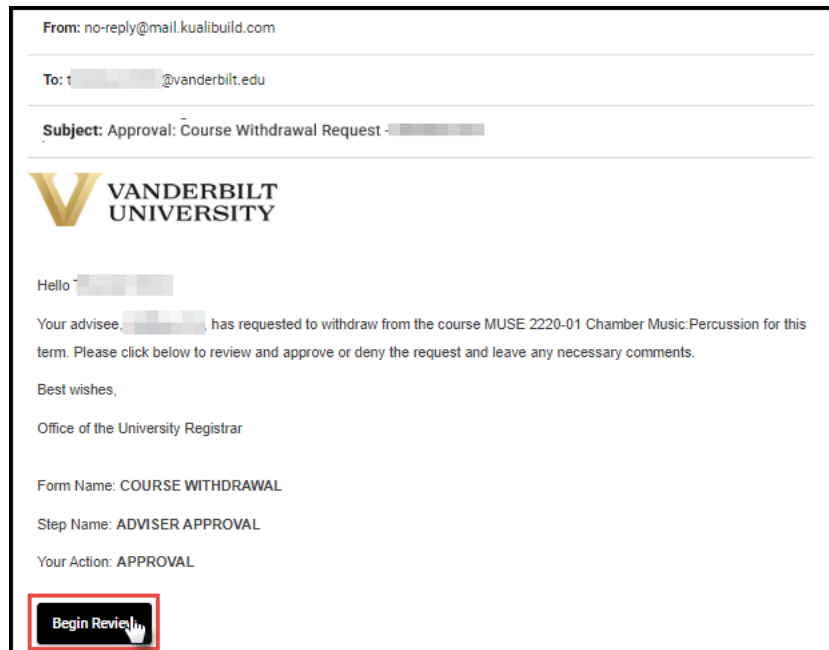 From: no-reply@mail.kualibuild.com
To: t @vanderbilt.edu
Subject: Approval: Course Withdrawal Request -
VANDERBILT
UNIVERSITY
Hello T
Your advisee, , has requested to withdraw from the course MUSE 2220-01 Chamber Music:Percussion for this
term. Please click below to review and approve or deny the request and leave any necessary comments.
Best wishes,
Office of the University Registrar
Form Name: COURSE WITHDRAWAL
Step Name: ADVISER APPROVAL
Your Action: APPROVAL
Begin Review